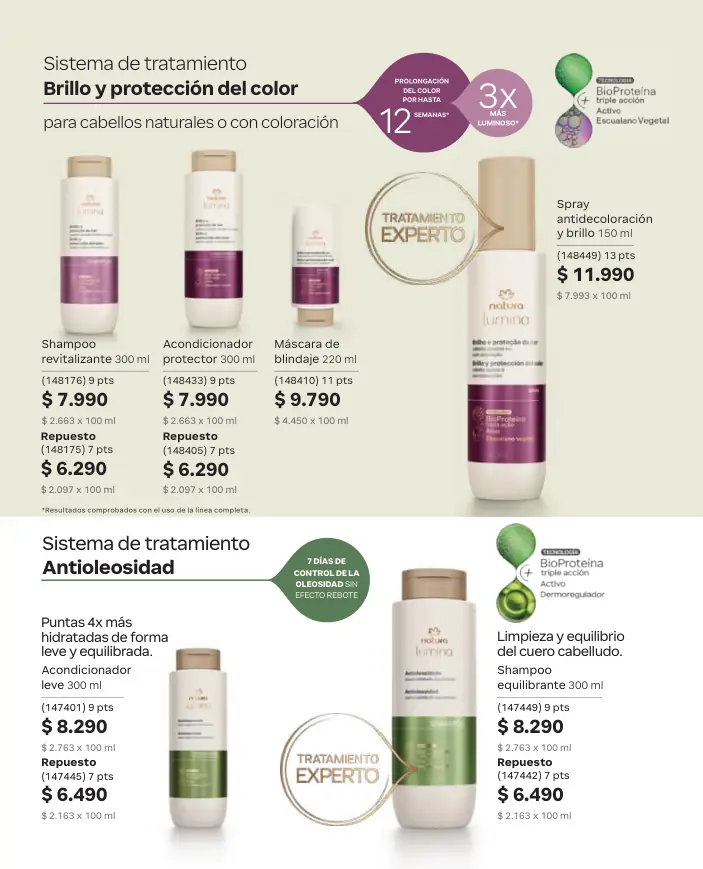 Sistema de tratamiento
Brillo y protección del color
para cabellos naturales o con coloración
PROLONGACIÓN
DEL COLOR
POR HASTA
12 SEMANAS*
3x
MÁS
LUMINOSO*
TECNOLOGÍA
BioProteína
triple acción
+
Activo
Escualano Vegetal
TRATAMIENTO
EXPERTO
natura
lumina
Brillo y protección del color
BioProteína
Spray
antidecoloración
y brillo 150 ml
(148449) 13 pts
$ 11.990
$ 7.993 x 100 ml
Shampoo
revitalizante 300 ml
(148176) 9 pts
$ 7.990
$ 2.663 x 100 ml
Repuesto
(148175) 7 pts
$ 6.290
$ 2.097 x 100 ml
Acondicionador
protector 300 ml
(148433) 9 pts
$ 7.990
$ 2.663 x 100 ml
Repuesto
(148405) 7 pts
$ 6.290
$ 2.097 x 100 ml
Máscara de
blindaje 220 ml
(148410) 11 pts
$ 9.790
$ 4.450 x 100 ml
*Resultados comprobados con el uso de la línea completa.
Sistema de tratamiento
Antioleosidad
7 DÍAS DE
CONTROL DE LA
OLEOSIDAD SIN
EFECTO REBOTE
TECNOLOGÍA
BioProteína
triple acción
+
Activo
Dermoregulador
Puntas 4x más
hidratadas de forma
leve y equilibrada.
Acondicionador
leve 300 ml
(147401) 9 pts
$ 8.290
$ 2.763 x 100 ml
Repuesto
(147445) 7 pts
$ 6.490
$ 2.163 x 100 ml
TRATAMIENTO
EXPERTO
natura
lumina
Limpieza y equilibrio
del cuero cabelludo.
Shampoo
equilibrante 300 ml
(147449) 9 pts
$ 8.290
$ 2.763 x 100 ml
Repuesto
(147442) 7 pts
$ 6.490
$ 2.163 x 100 ml